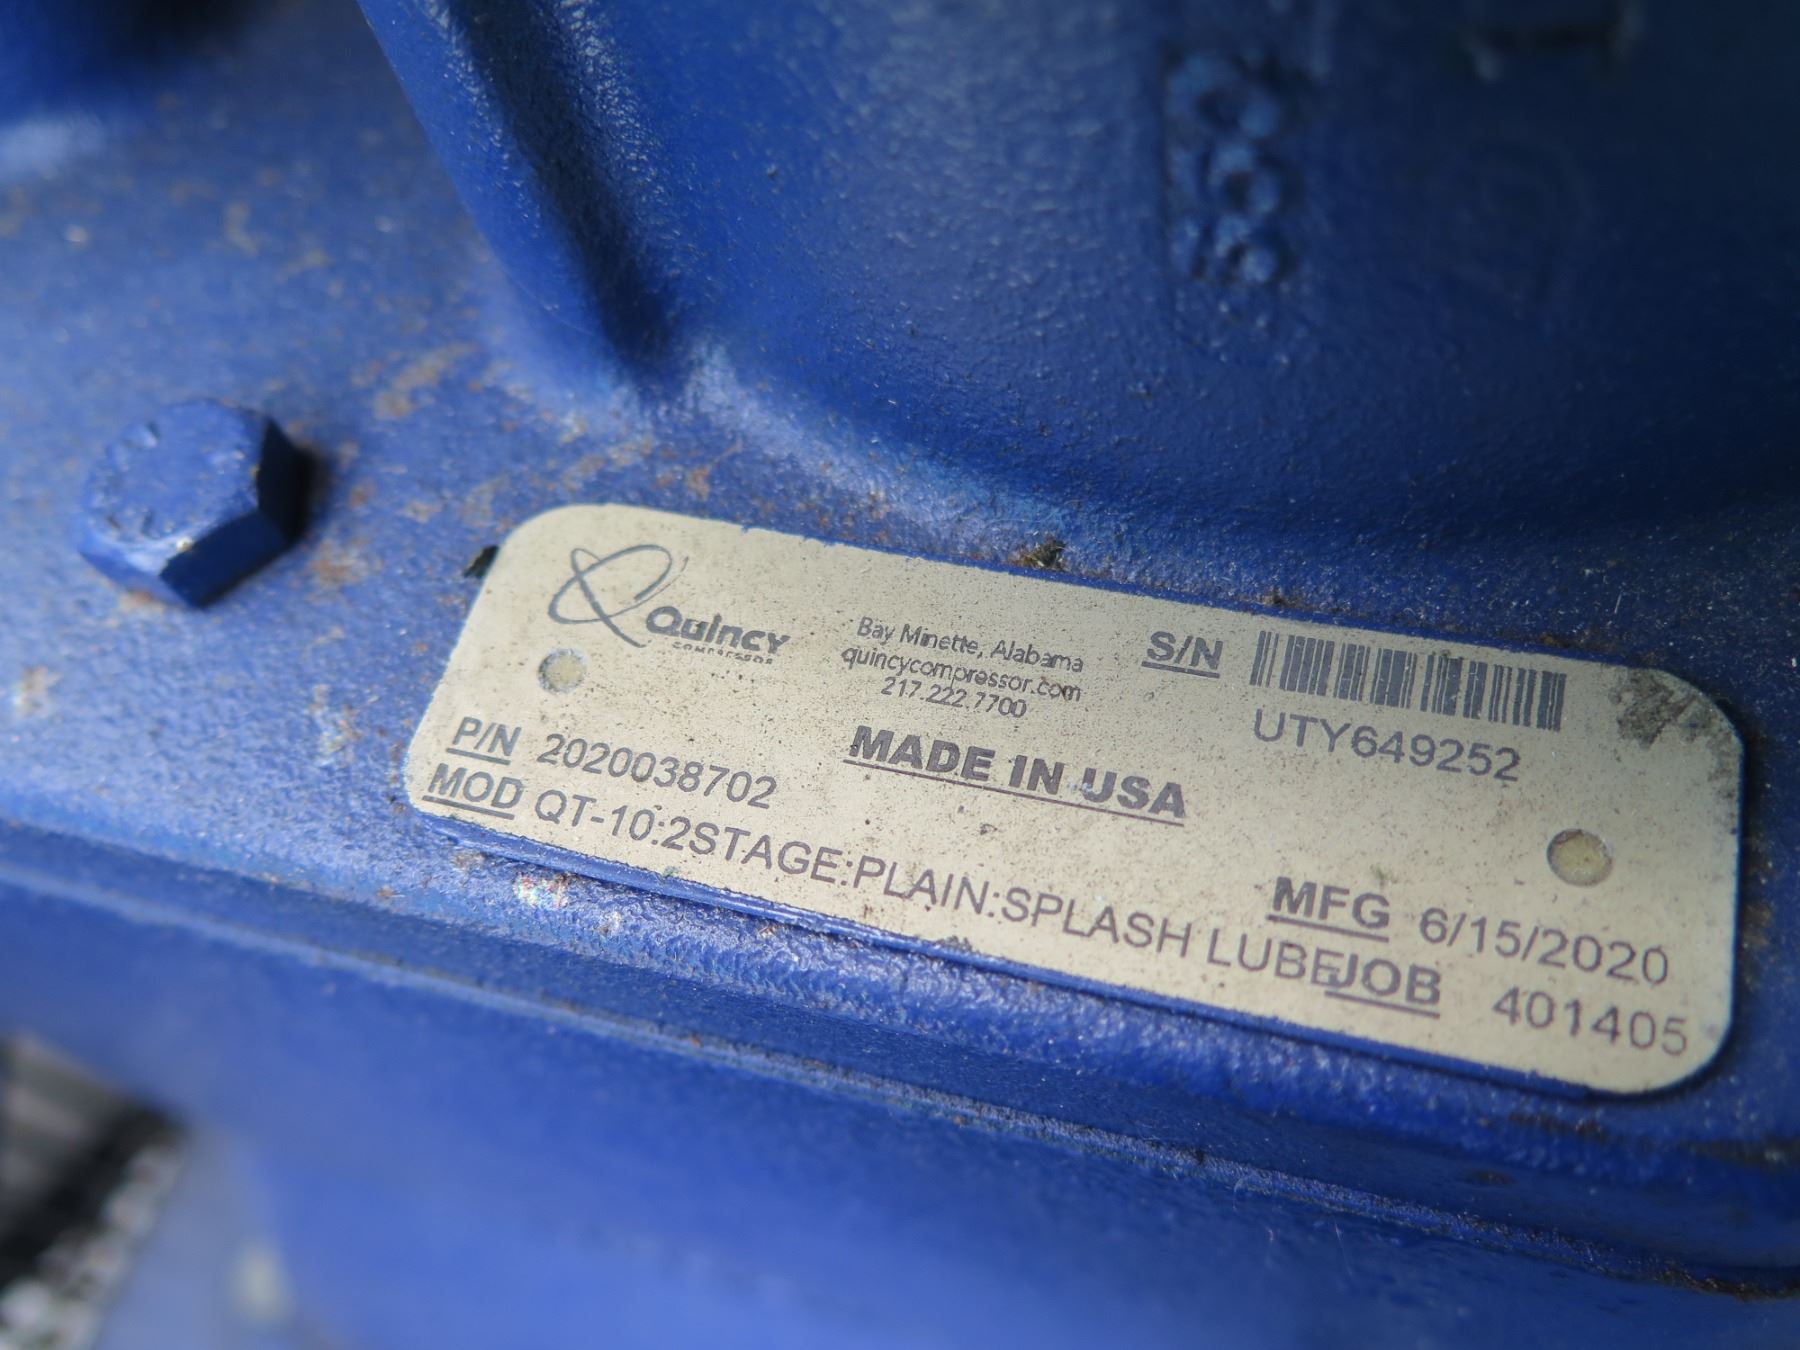 Quincy
COMPRESSOR
Bay Minette, Alabama
quincycompressor.com
217.222.7700
S/N
UTY649252
P/N 2020038702
MADE IN USA
MOD QT-10:2STAGE:PLAIN:SPLASH LUBE
MFG 6/15/2020
JOB 401405